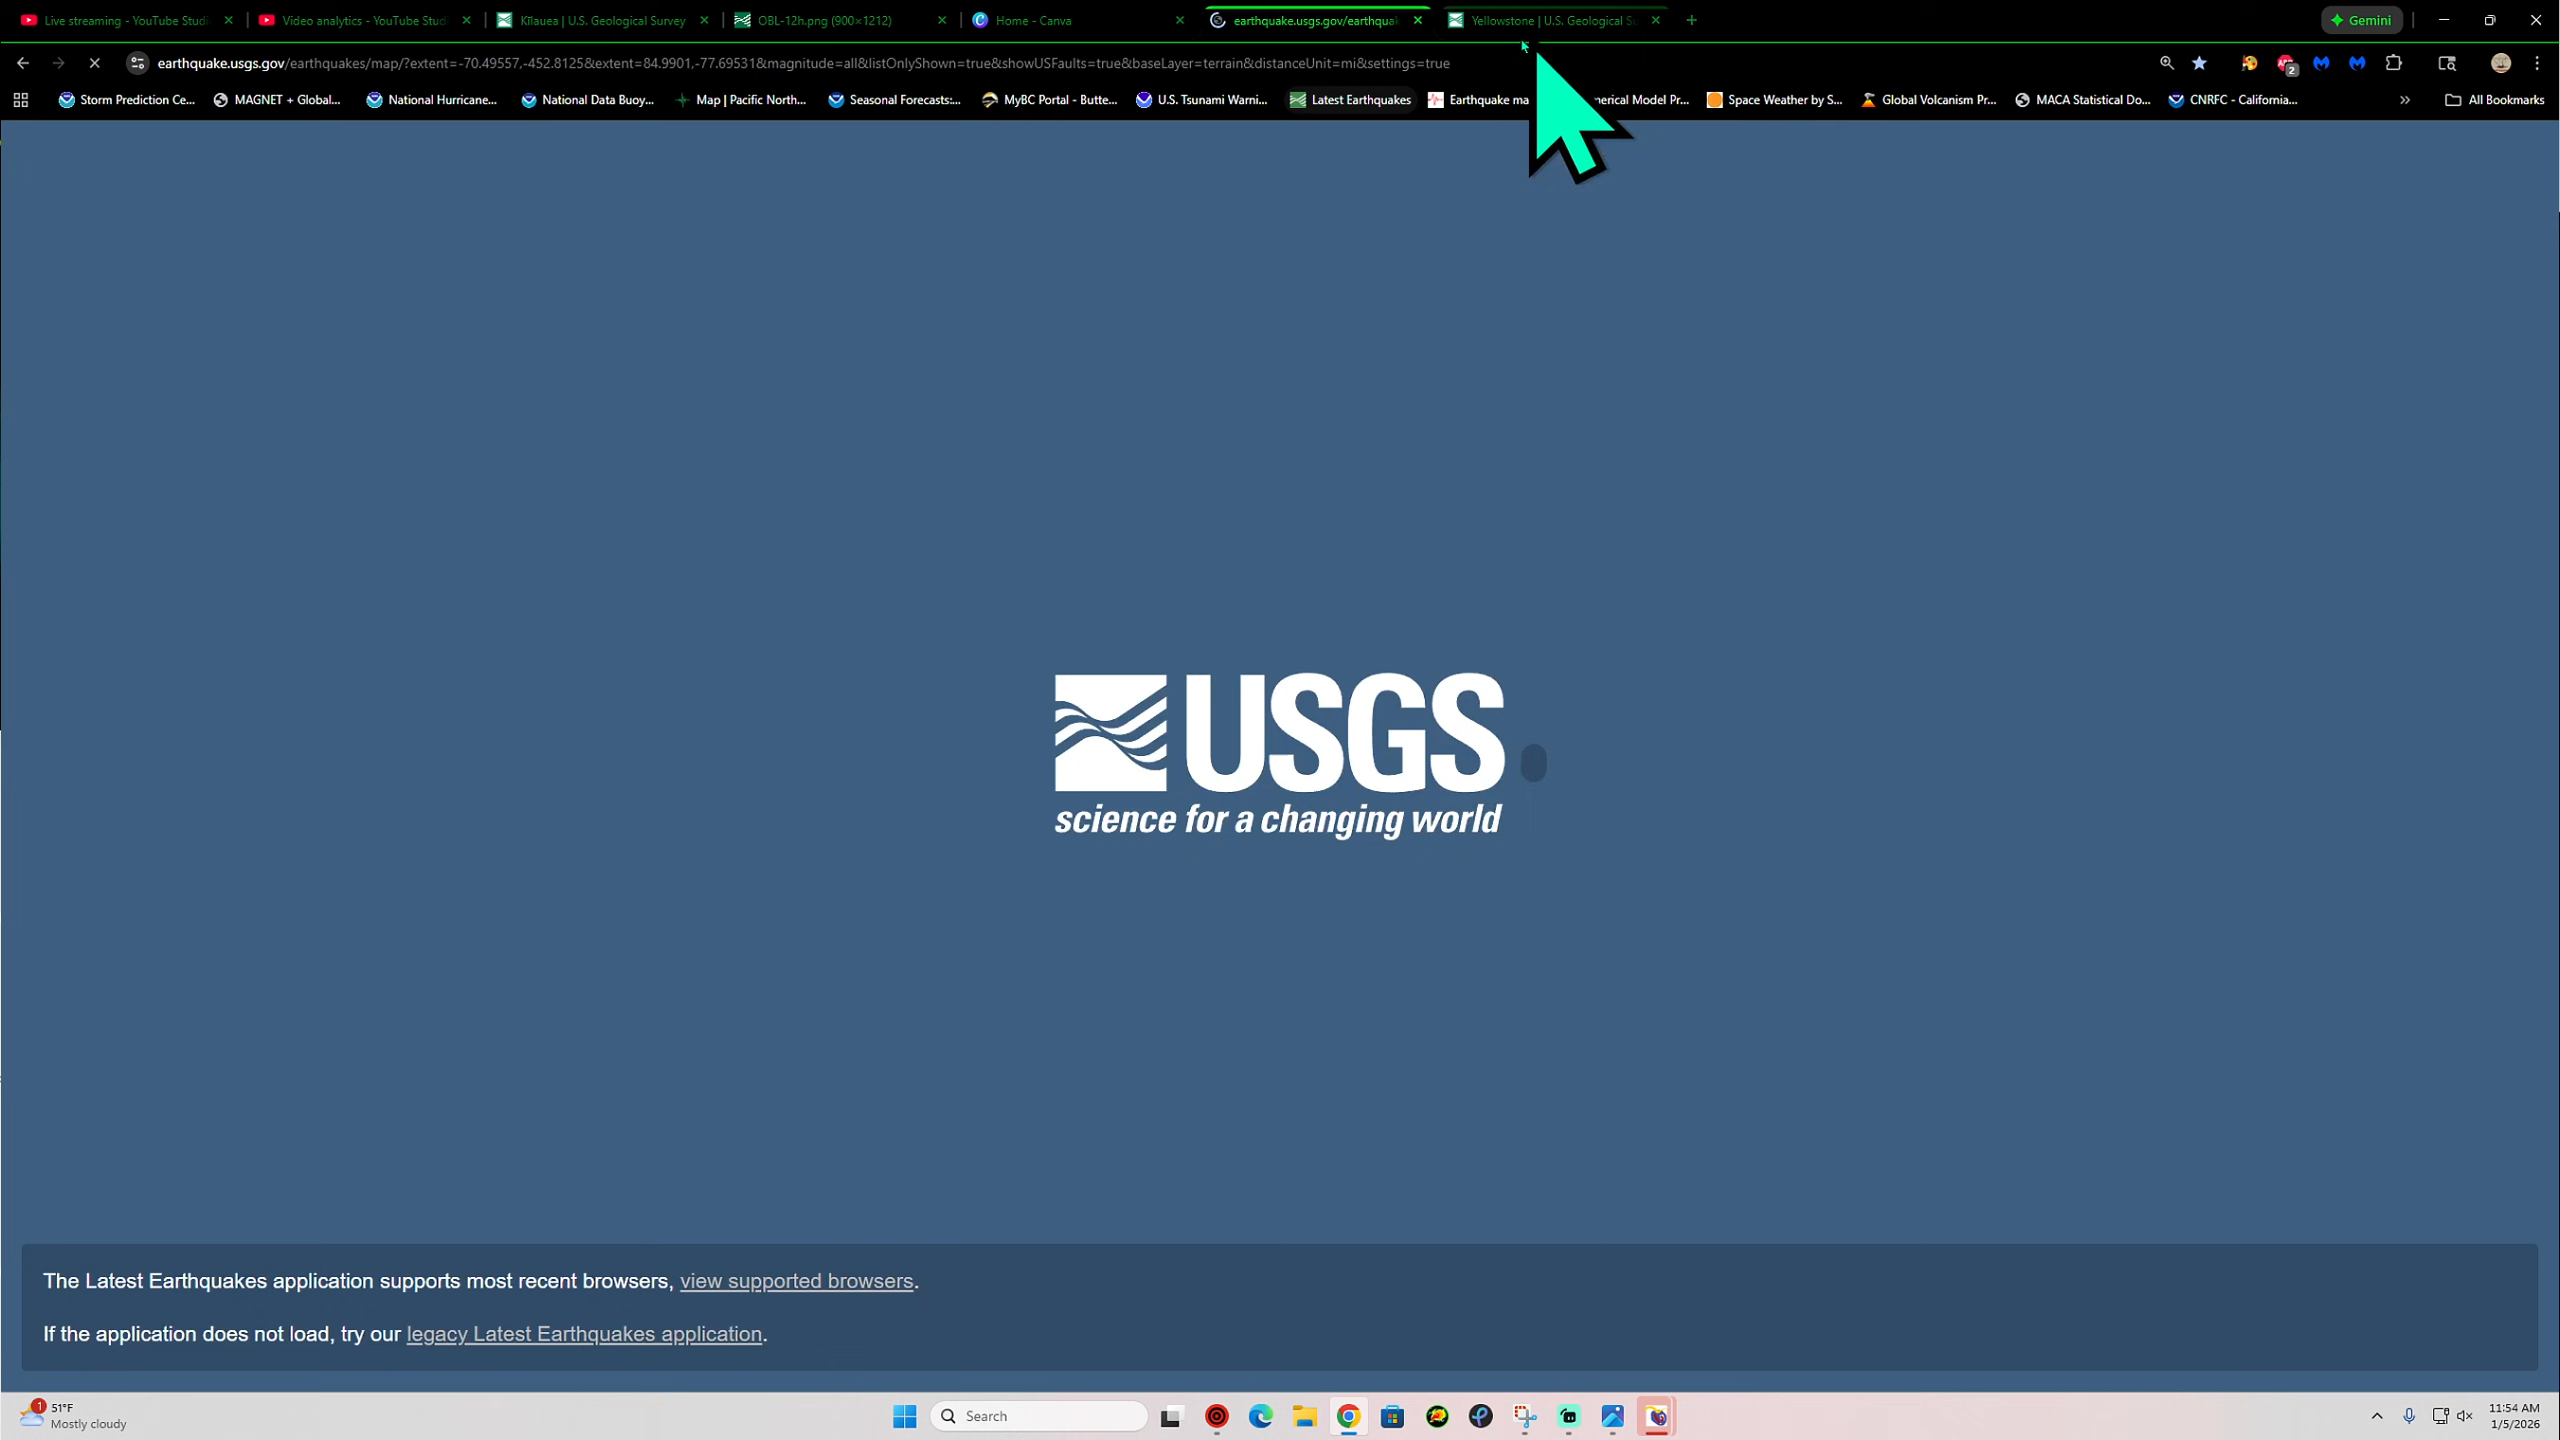 Live streaming - YouTube Studi
Video analytics - YouTube Studi
Kīlauea | U.S. Geological Survey
OBL-12h.png (900×1212)
Home - Canva
earthquake.usgs.gov/earthquak
Yellowstone | U.S. Geological Su
Gemini
earthquake.usgs.gov/earthquakes/map/?extent=-70.49557,-452.8125&extent=84.9901,-77.69531&magnitude=all&listOnlyShown=true&showUSFaults=true&baseLayer=terrain&distanceUnit=mi&settings=true
2
Storm Prediction Ce...
MAGNET + Global...
National Hurricane...
National Data Buoy...
Map | Pacific North...
Seasonal Forecasts:...
MyBC Portal - Butte...
U.S. Tsunami Warni...
Latest Earthquakes
Earthquake ma
erical Model Pr...
Space Weather by S...
Global Volcanism Pr...
MACA Statistical Do...
CNRFC - California...
All Bookmarks
USGS
science for a changing world
The Latest Earthquakes application supports most recent browsers, view supported browsers.
If the application does not load, try our legacy Latest Earthquakes application.
1
51°F
Mostly cloudy
Search
11:54 AM
1/5/2026